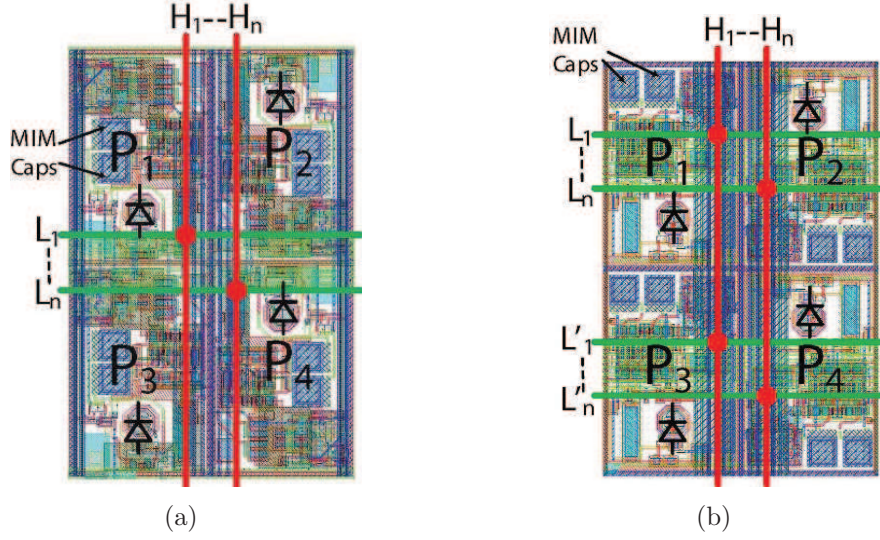 H1--Hn
MIM
Caps
P1
P2
L1
Ln
P3
P4
(a)
H1--Hn
MIM
Caps
L1
P1
P2
Ln
L'1
P3
P4
L'n
(b)